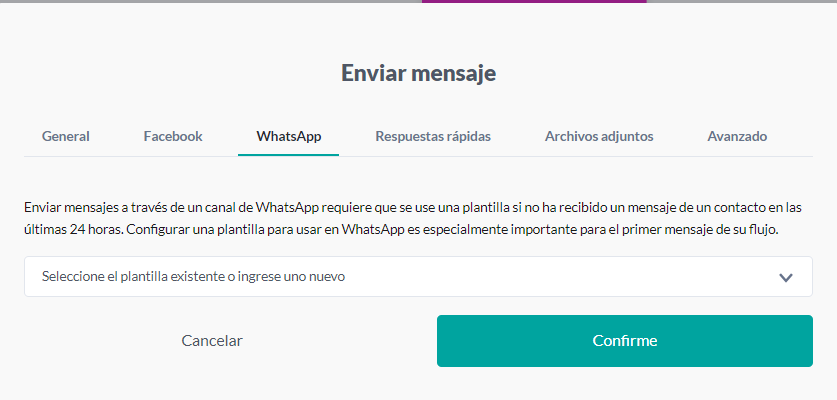 Enviar mensaje
General
Facebook
WhatsApp
Respuestas rápidas
Archivos adjuntos
Avanzado
Enviar mensajes a través de un canal de WhatsApp requiere que se use una plantilla si no ha recibido un mensaje de un contacto en las
últimas 24 horas. Configurar una plantilla para usar en WhatsApp es especialmente importante para el primer mensaje de su flujo.
Seleccione el plantilla existente o ingrese uno nuevo
Cancelar
Confirme